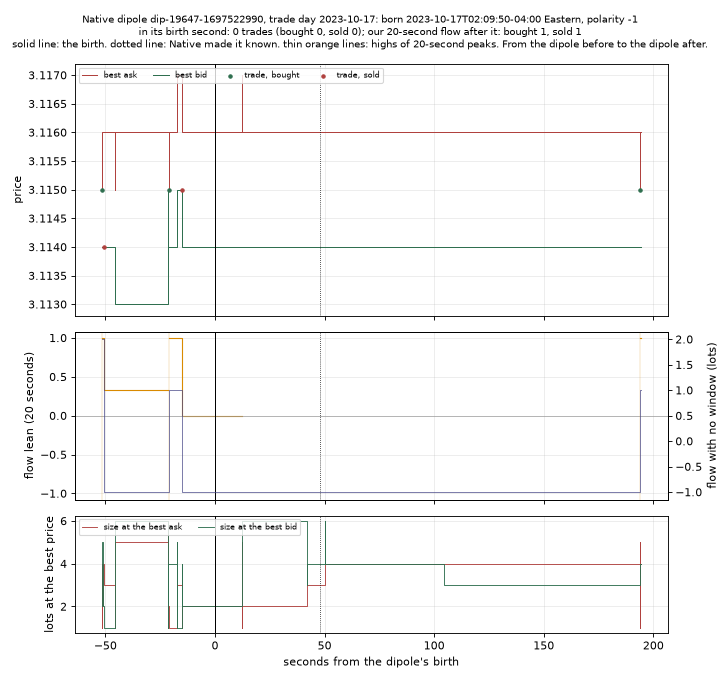 Native dipole dip-19647-1697522990, trade day 2023-10-17: born 2023-10-17T02:09:50-04:00 Eastern, polarity -1
in its birth second: 0 trades (bought 0, sold 0); our 20-second flow after it: bought 1, sold 1
solid line: the birth. dotted line: Native made it known. thin orange lines: highs of 20-second peaks. From the dipole before to the dipole after.
best ask
best bid
trade, bought
trade, sold
3.1170
3.1165
3.1160
3.1155
3.1150
3.1145
3.1140
3.1135
3.1130
price
1.0
0.5
0.0
−0.5
−1.0
flow lean (20 seconds)
2.0
1.5
1.0
0.5
0.0
−0.5
−1.0
flow with no window (lots)
size at the best ask
size at the best bid
6
4
2
lots at the best price
−50
0
50
100
150
200
seconds from the dipole's birth